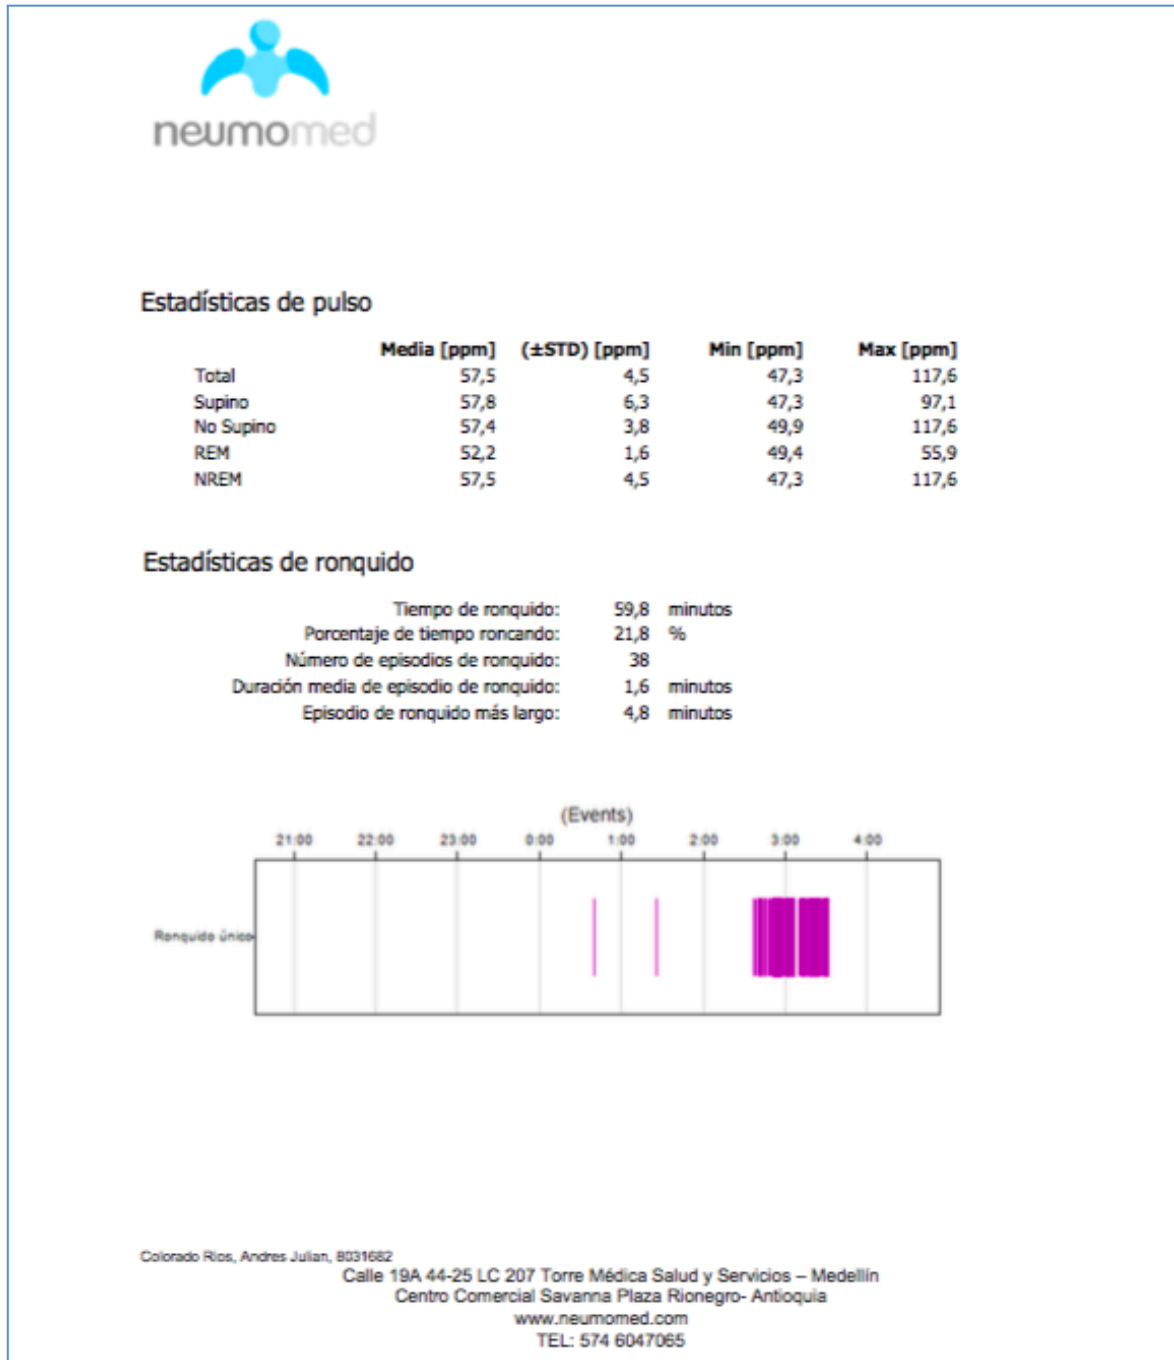 neumomed
Estadísticas de pulso
Media [ppm] (±STD) [ppm] Min [ppm] Max [ppm]
Total 57,5 4,5 47,3 117,6
Supino 57,8 6,3 47,3 97,1
No Supino 57,4 3,8 49,9 117,6
REM 52,2 1,6 49,4 55,9
NREM 57,5 4,5 47,3 117,6
Estadísticas de ronquido
Tiempo de ronquido: 59,8 minutos
Porcentaje de tiempo roncando: 21,8 %
Número de episodios de ronquido: 38
Duración media de episodio de ronquido: 1,6 minutos
Episodio de ronquido más largo: 4,8 minutos
(Events)
21:00 22:00 23:00 0:00 1:00 2:00 3:00 4:00
Ronquido único
Colorado Rios, Andres Julian, 8031682
Calle 19A 44-25 LC 207 Torre Médica Salud y Servicios – Medellín
Centro Comercial Savanna Plaza Rionegro- Antioquia
www.neumomed.com
TEL: 574 6047065